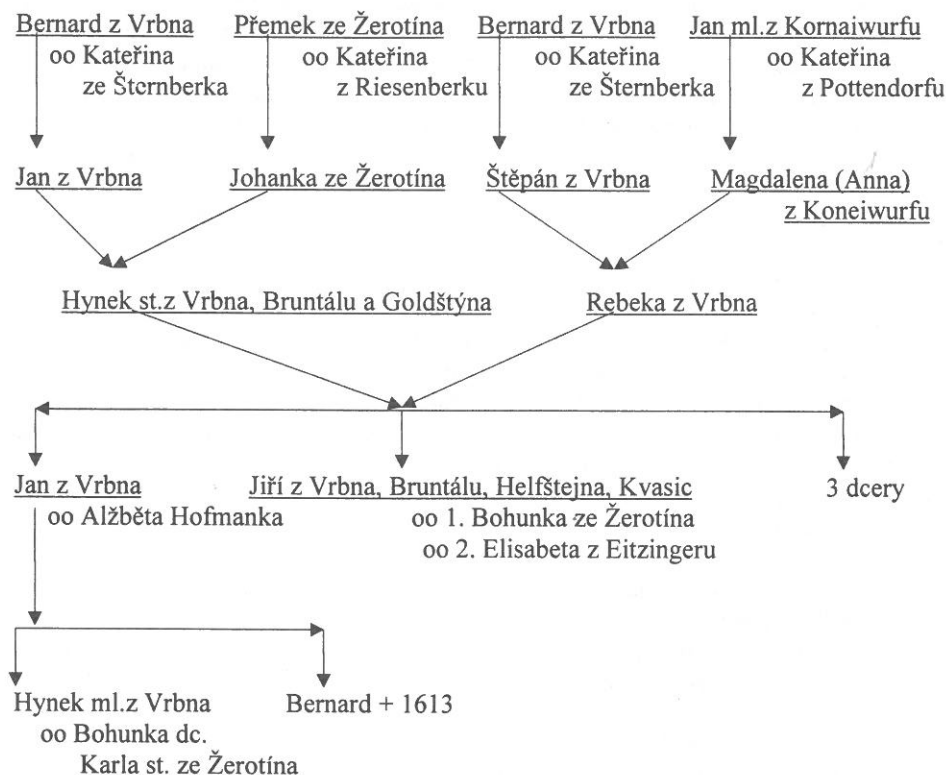 Bernard z Vrbna
oo Kateřina
ze Šternberka
Přemek ze Žerotína
oo Kateřina
z Riesenberku
Bernard z Vrbna
oo Kateřina
ze Šternberka
Jan ml.z Kornaiwurfu
oo Kateřina
z Pottendorfu
Jan z Vrbna
Johanka ze Žerotína
Štěpán z Vrbna
Magdalena (Anna)
z Koneiwurfu
Hynek st.z Vrbna, Bruntálu a Goldštýna
Rebeka z Vrbna
Jan z Vrbna
oo Alžběta Hofmanka
Jiří z Vrbna, Bruntálu, Helfštejna, Kvasic
oo 1. Bohunka ze Žerotína
oo 2. Elisabeta z Eitzingeru
3 dcery
Hynek ml.z Vrbna
oo Bohunka dc.
Karla st. ze Žerotína
Bernard + 1613